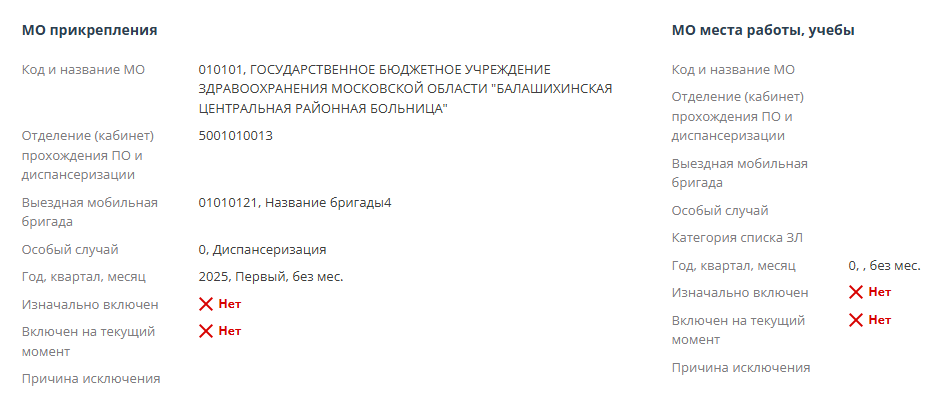 МО прикрепления
Код и название МО
010101, ГОСУДАРСТВЕННОЕ БЮДЖЕТНОЕ УЧРЕЖДЕНИЕ
ЗДРАВООХРАНЕНИЯ МОСКОВСКОЙ ОБЛАСТИ "БАЛАШИХИНСКАЯ
ЦЕНТРАЛЬНАЯ РАЙОННАЯ БОЛЬНИЦА"
Отделение (кабинет)
прохождения ПО и
диспансеризации
5001010013
Выездная мобильная
бригада
01010121, Название бригады4
Особый случай
0, Диспансеризация
Год, квартал, месяц
2025, Первый, без мес.
Изначально включен
Нет
Включен на текущий
момент
Нет
Причина исключения
МО места работы, учебы
Код и название МО
Отделение (кабинет)
прохождения ПО и
диспансеризации
Выездная мобильная
бригада
Особый случай
Категория списка ЗЛ
Год, квартал, месяц
0, , без мес.
Изначально включен
Нет
Включен на текущий
момент
Нет
Причина исключения